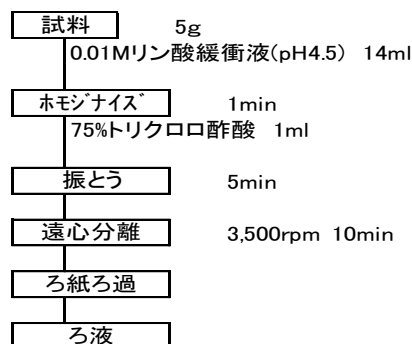 試料 5g
0.01Mリン酸緩衝液(pH4.5) 14ml
ﾎﾓｼﾞﾅｲｽﾞ 1min
75%トリクロロ酢酸 1ml
振とう 5min
遠心分離 3,500rpm 10min
ろ紙ろ過
ろ液